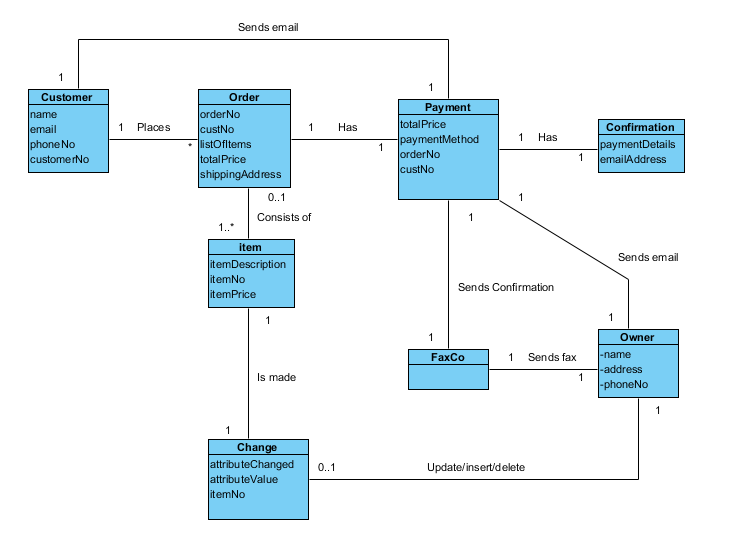 Sends email
1
1
Customer
name
email
phoneNo
customerNo
1 Places
*
Order
orderNo
custNo
listOfItems
totalPrice
shippingAddress
1 Has
1
Payment
totalPrice
paymentMethod
orderNo
custNo
1 Has
1
Confirmation
paymentDetails
emailAddress
0..1
Consists of
1..*
item
itemDescription
itemNo
itemPrice
1
Is made
1
1
Sends Confirmation
1
1
Sends email
1
FaxCo
1 Sends fax
1
Owner
-name
-address
-phoneNo
1
Change
attributeChanged
attributeValue
itemNo
0..1
Update/insert/delete